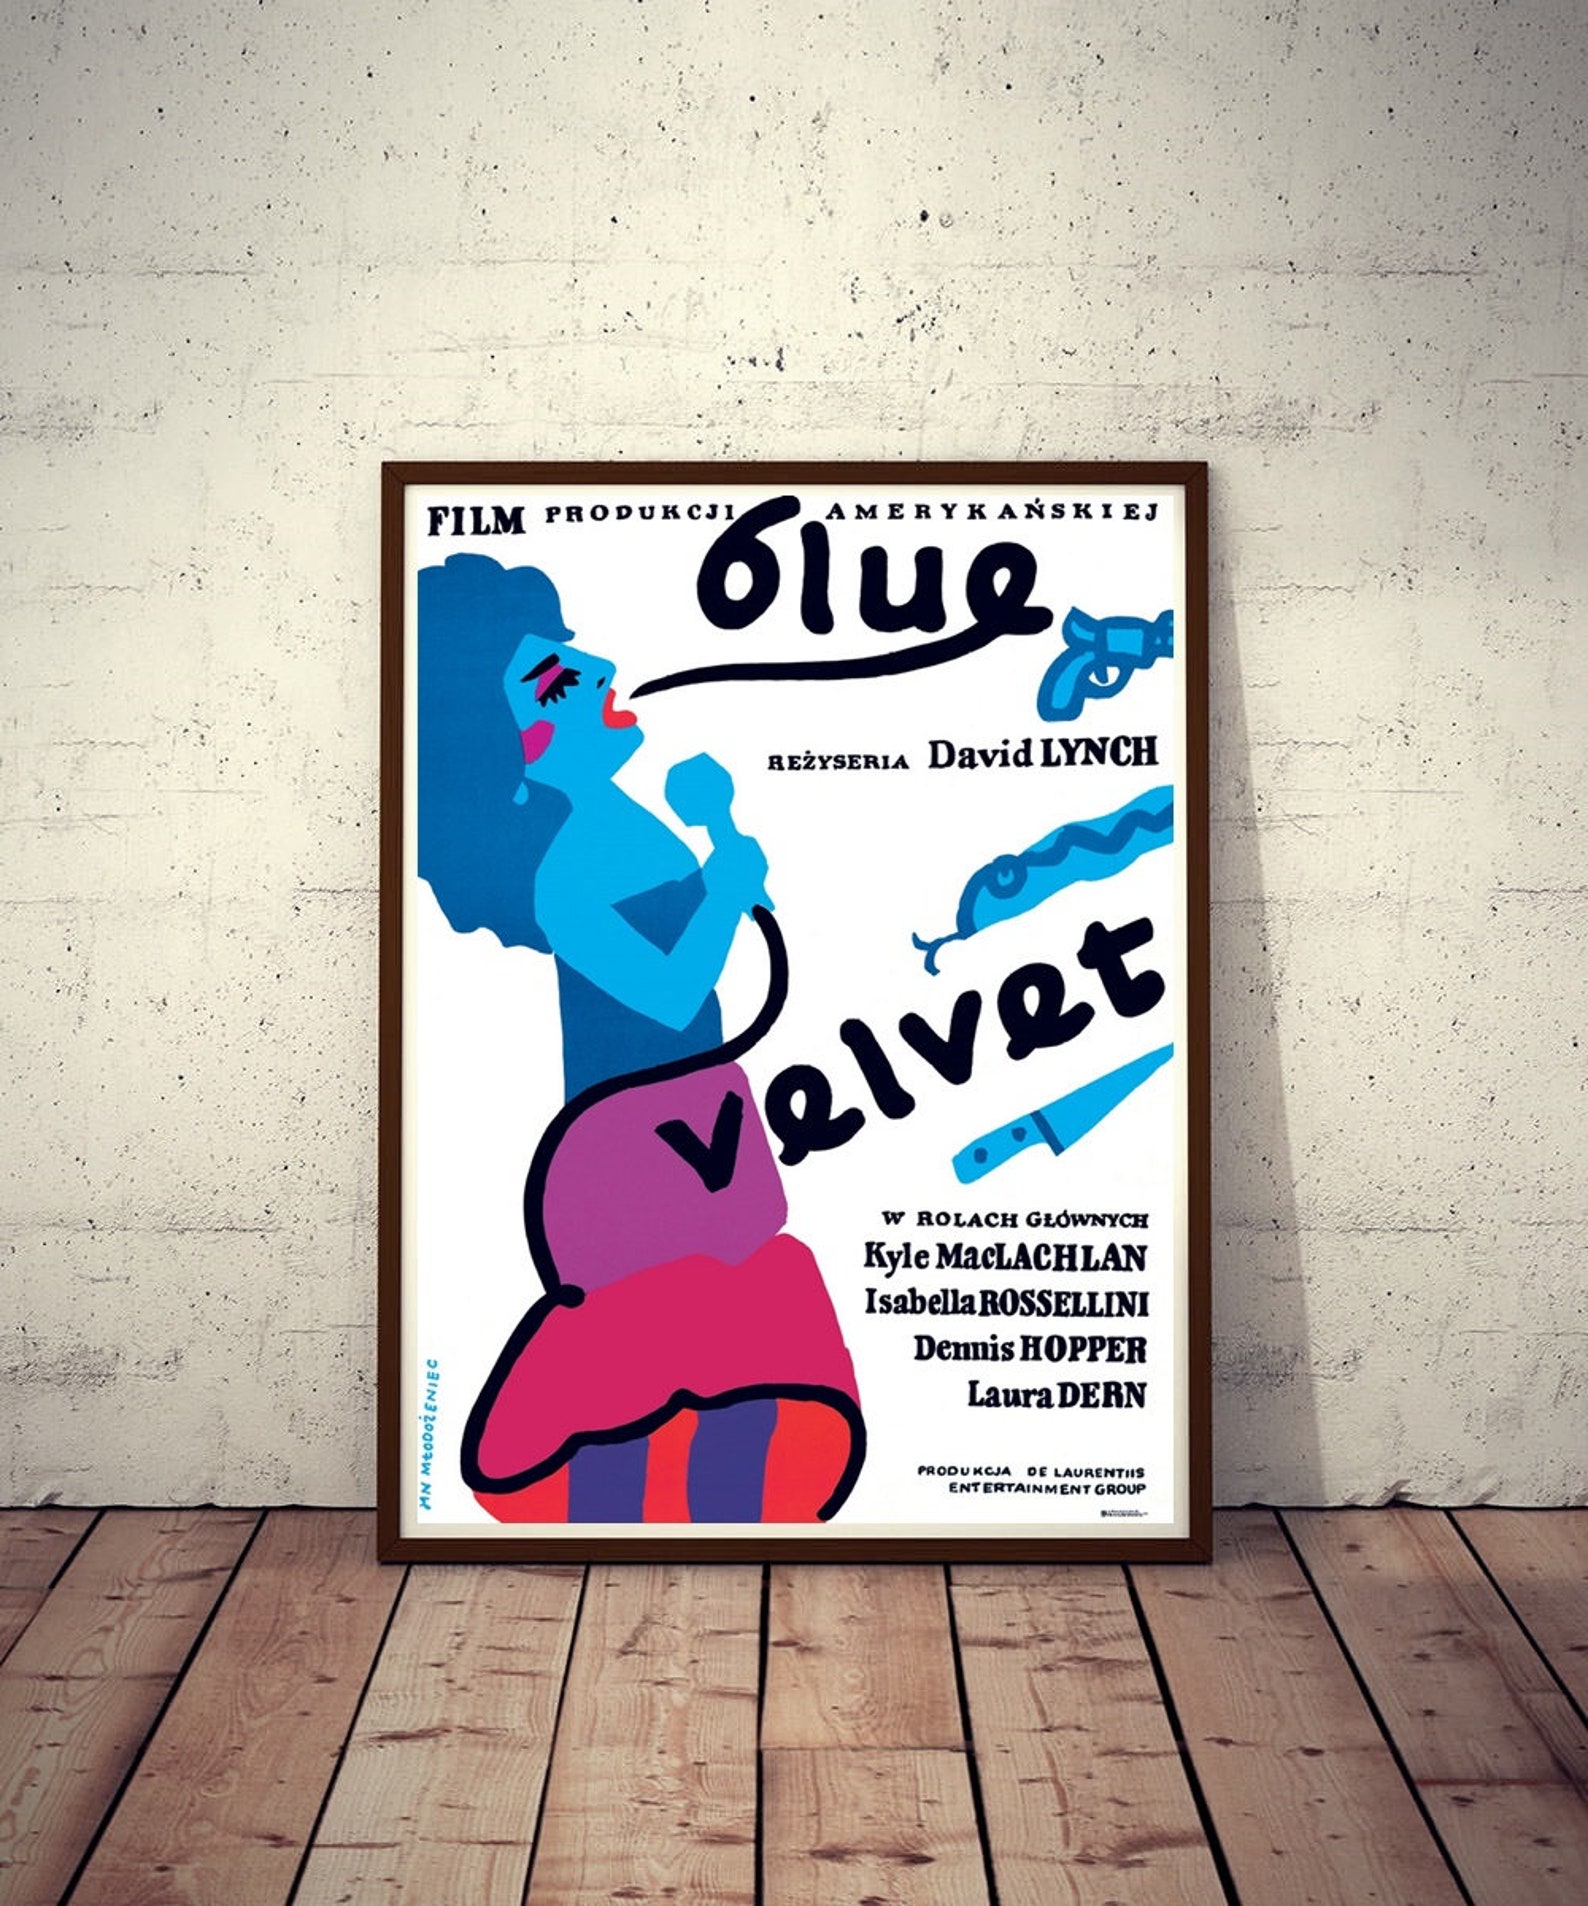 FILM PRODUKCJI AMERYKAŃSKIEJ
blue
REŻYSERIA David LYNCH
velvet
W ROLACH GŁÓWNYCH
Kyle MacLACHLAN
Isabella ROSSELLINI
Dennis HOPPER
Laura DERN
PRODUKCJA DE LAURENTIIS
ENTERTAINMENT GROUP
MŁODOŻENIEC